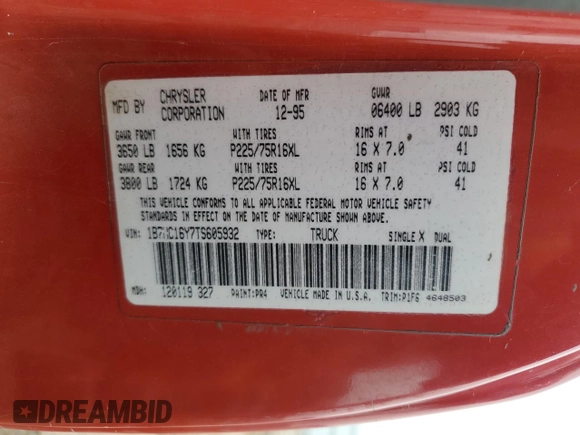 MFD BY CHRYSLER CORPORATION DATE OF MFR 12-95 GVWR 06400 LB 2903 KG
GAWR FRONT WITH TIRES RIMS AT PSI COLD
3650 LB 1656 KG P225/75R16XL 16 X 7.0 41
GAWR REAR WITH TIRES RIMS AT PSI COLD
3800 LB 1724 KG P225/75R16XL 16 X 7.0 41
THIS VEHICLE CONFORMS TO ALL APPLICABLE FEDERAL MOTOR VEHICLE SAFETY
STANDARDS IN EFFECT ON THE DATE OF MANUFACTURE SHOWN ABOVE.
VIN: TYPE: TRUCK SINGLE X DUAL
MDH: 120119 327 PAINT:PR4 VEHICLE MADE IN U.S.A. TRIM:P1F6 4648503
DREAMBID